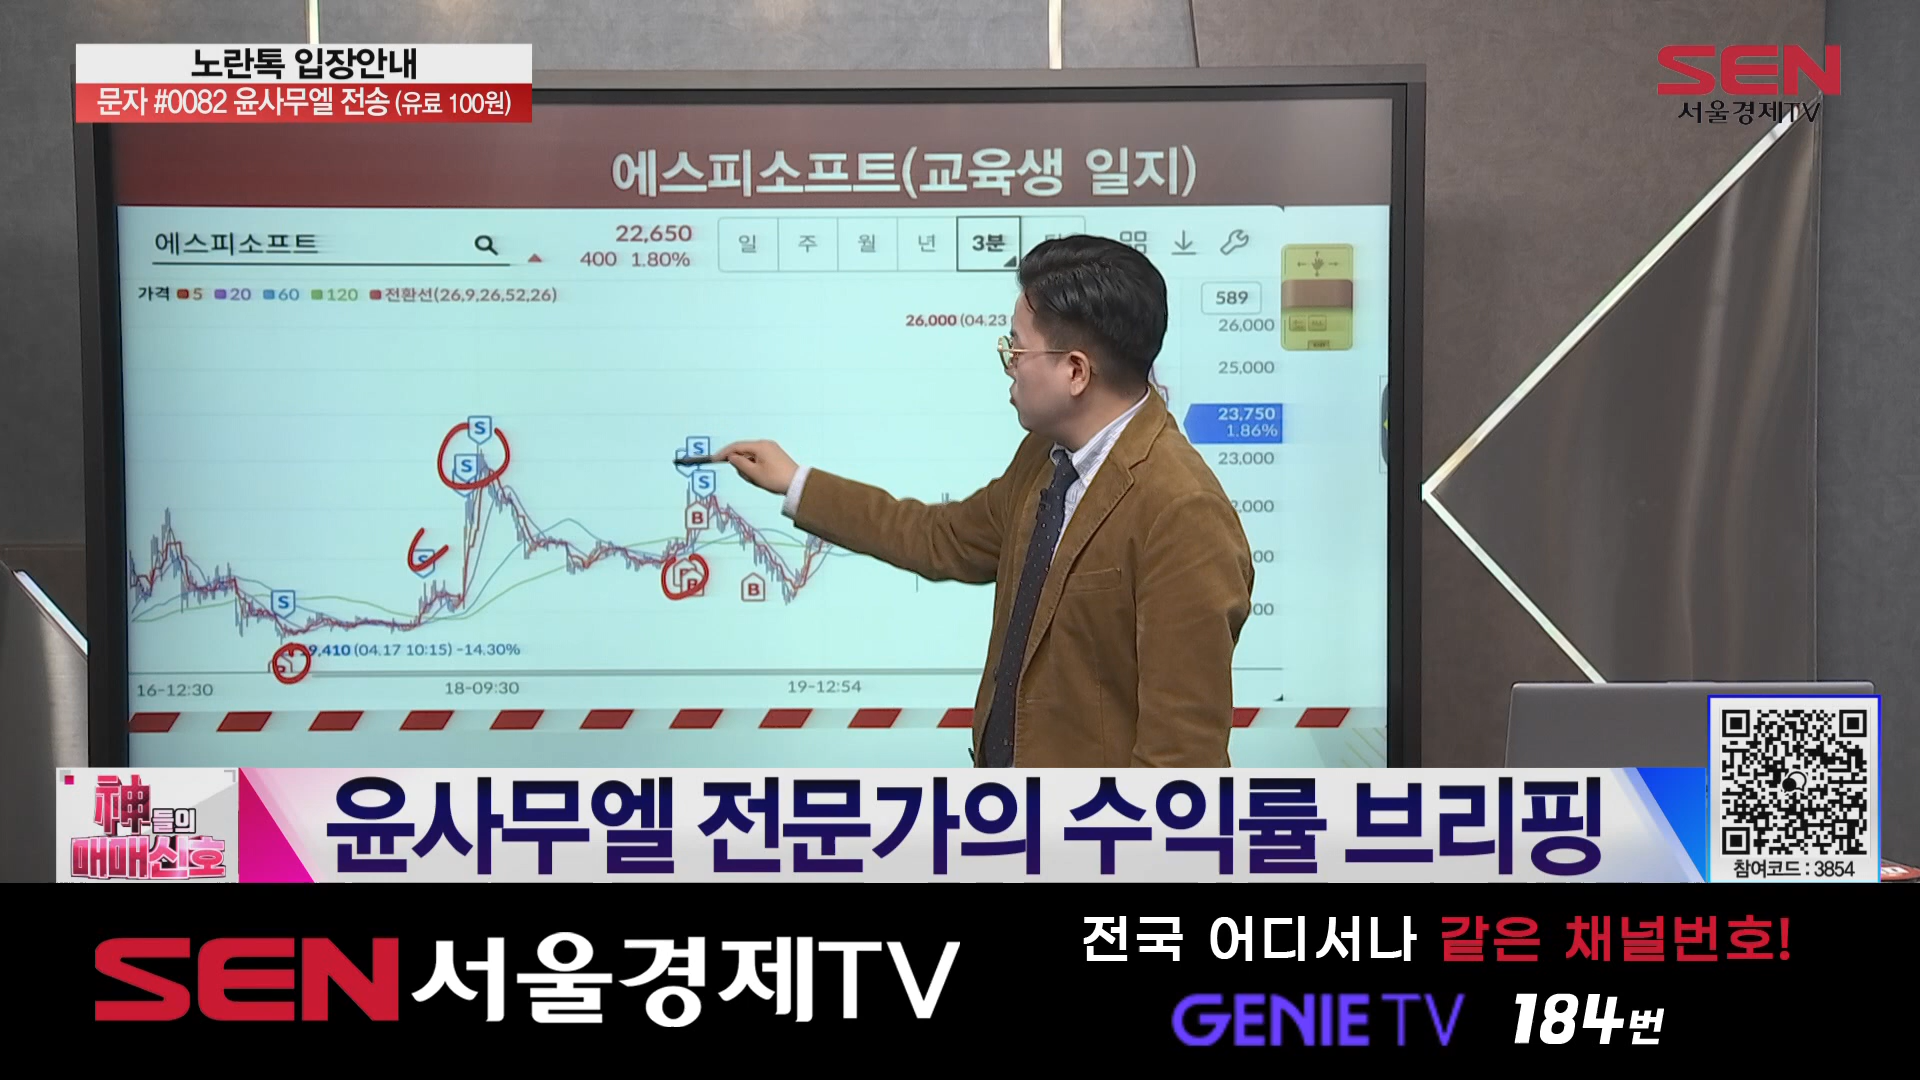 노란톡 입장안내
문자 #0082 윤사무엘 전송 (유료 100원)
SEN
서울경제TV
에스피소프트(교육생 일지)
에스피소프트
22,650
400 1.80%
일 주 월 년 3분
가격 5 20 60 120 전환선(26,9,26,52,26)
589
26,000 (04.23
26,000
25,000
23,750
1.86%
23,000
S
S
S
S
S
B
S
B
B
9,410 (04.17 10:15) -14.30%
16-12:30
18-09:30
19-12:54
神들의
매매신호
윤사무엘 전문가의 수익률 브리핑
참여코드 : 3854
SEN 서울경제TV
전국 어디서나 같은 채널번호!
GENIE TV 184번